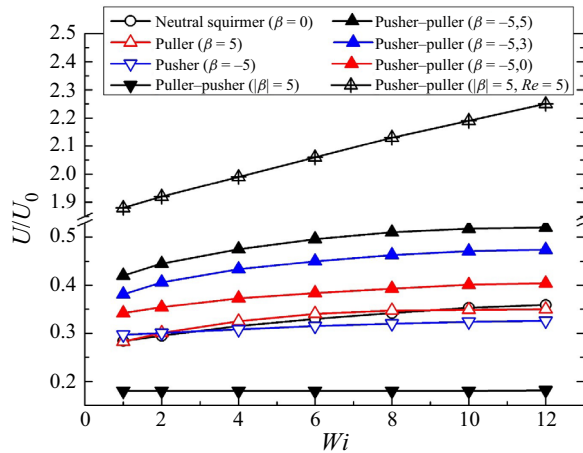 Neutral squirmer (β = 0)
Puller (β = 5)
Pusher (β = –5)
Puller–pusher (|β| = 5)
Pusher–puller (β = –5,5)
Pusher–puller (β = –5,3)
Pusher–puller (β = –5,0)
Pusher–puller (|β| = 5, Re = 5)
2.5
2.4
2.3
2.2
2.1
2.0
1.9
0.5
0.4
0.3
0.2
U/U₀
0
2
4
6
8
10
12
Wi